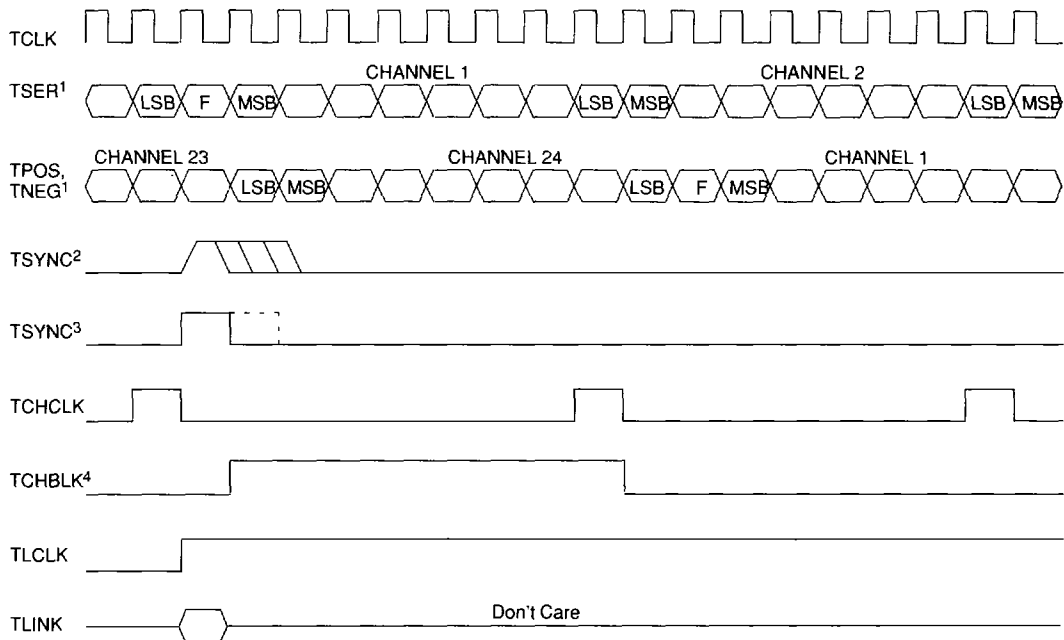 TCLK
CHANNEL 1 CHANNEL 2
TSER¹ LSB F MSB LSB MSB LSB MSB
CHANNEL 23 CHANNEL 24 CHANNEL 1
TPOS,
TNEG¹ LSB MSB LSB F MSB
TSYNC²
TSYNC³
TCHCLK
TCHBLK⁴
TLCLK
TLINK Don't Care